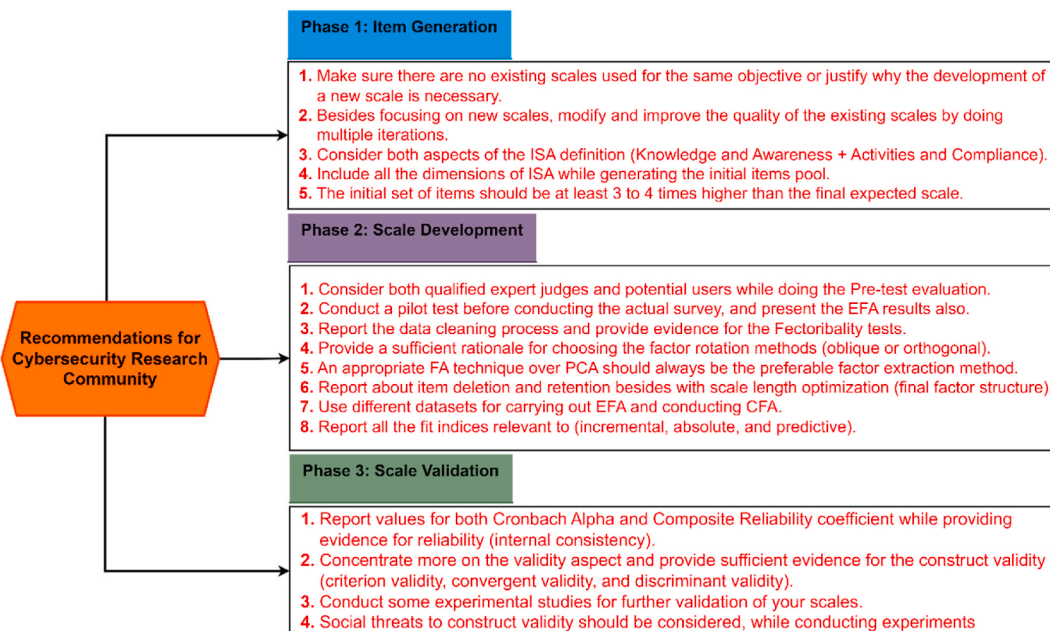 Phase 1: Item Generation
1. Make sure there are no existing scales used for the same objective or justify why the development of
a new scale is necessary.
2. Besides focusing on new scales, modify and improve the quality of the existing scales by doing
multiple iterations.
3. Consider both aspects of the ISA definition (Knowledge and Awareness + Activities and Compliance).
4. Include all the dimensions of ISA while generating the initial items pool.
5. The initial set of items should be at least 3 to 4 times higher than the final expected scale.
Phase 2: Scale Development
1. Consider both qualified expert judges and potential users while doing the Pre-test evaluation.
2. Conduct a pilot test before conducting the actual survey, and present the EFA results also.
3. Report the data cleaning process and provide evidence for the Fectoribality tests.
4. Provide a sufficient rationale for choosing the factor rotation methods (oblique or orthogonal).
5. An appropriate FA technique over PCA should always be the preferable factor extraction method.
6. Report about item deletion and retention besides with scale length optimization (final factor structure)
7. Use different datasets for carrying out EFA and conducting CFA.
8. Report all the fit indices relevant to (incremental, absolute, and predictive).
Recommendations for
Cybersecurity Research
Community
Phase 3: Scale Validation
1. Report values for both Cronbach Alpha and Composite Reliability coefficient while providing
evidence for reliability (internal consistency).
2. Concentrate more on the validity aspect and provide sufficient evidence for the construct validity
(criterion validity, convergent validity, and discriminant validity).
3. Conduct some experimental studies for further validation of your scales.
4. Social threats to construct validity should be considered, while conducting experiments